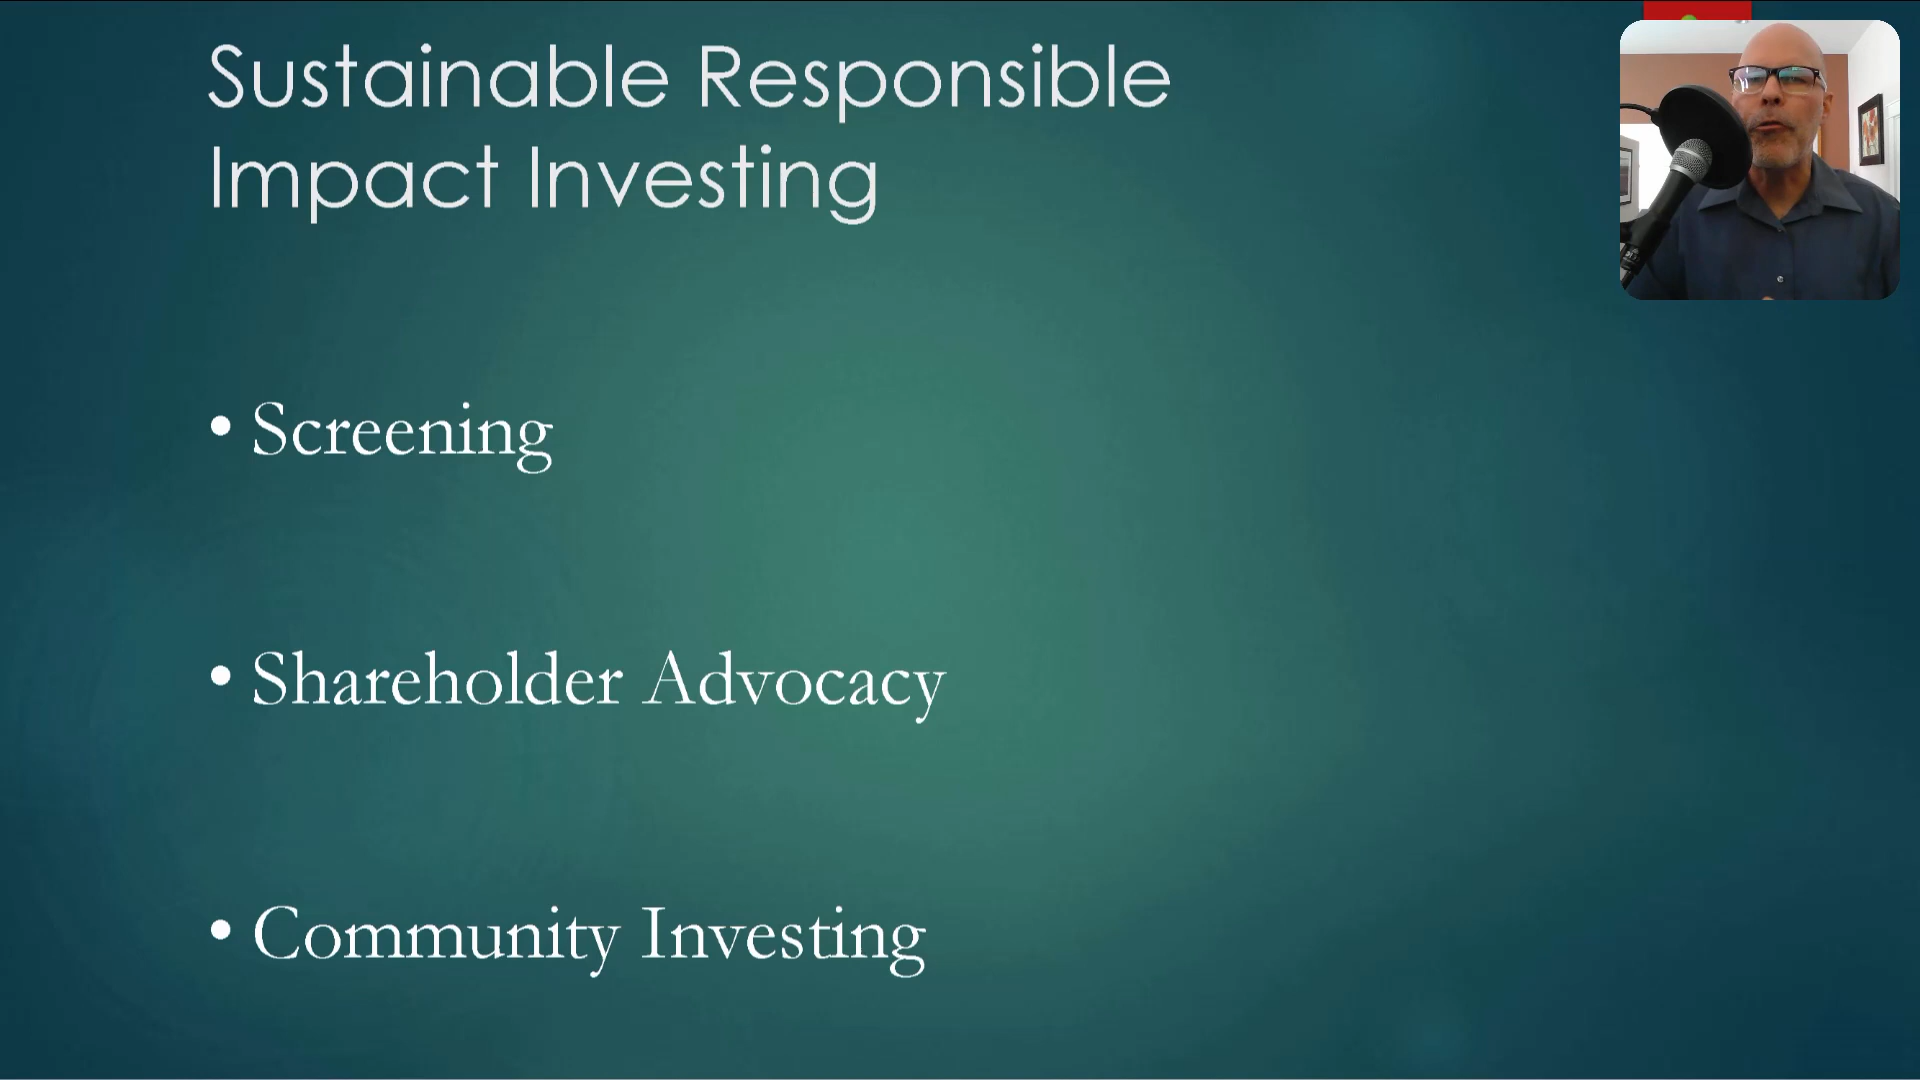 Sustainable Responsible
Impact Investing
• Screening
• Shareholder Advocacy
• Community Investing